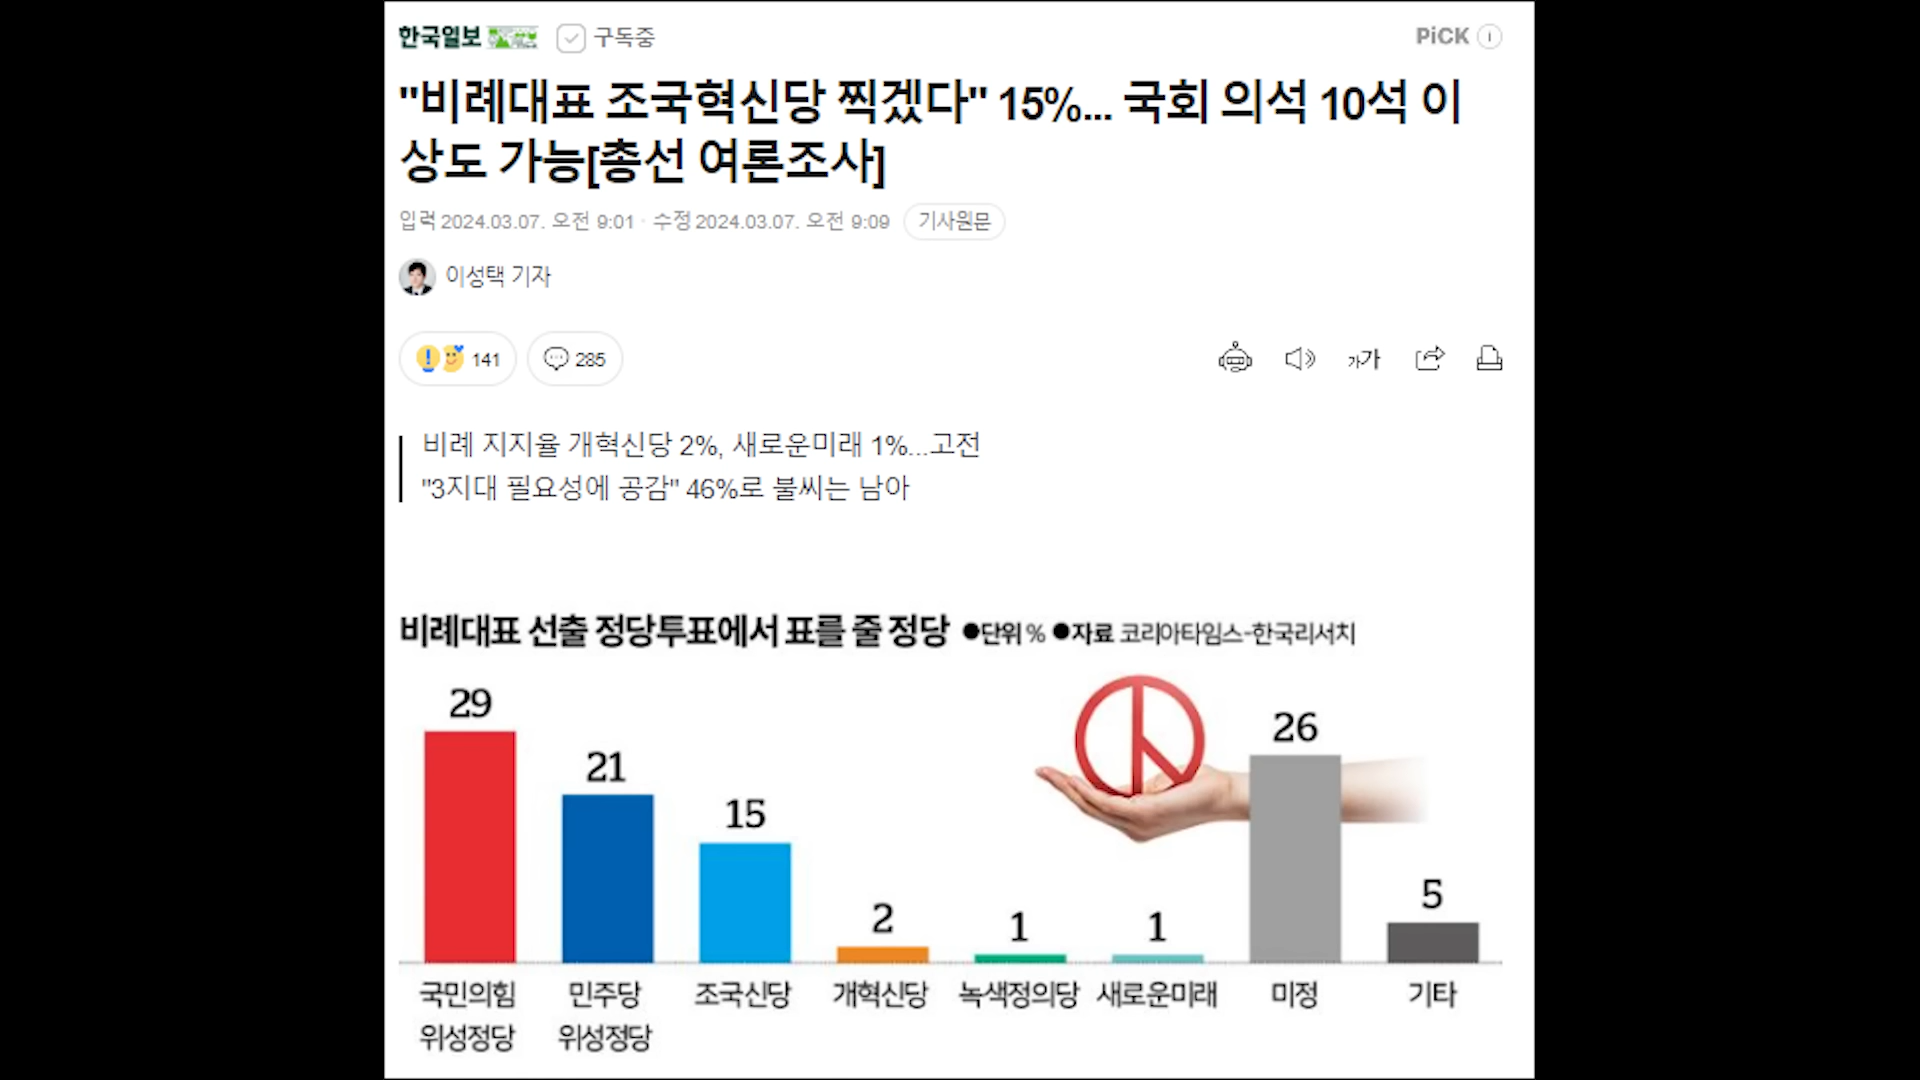 한국일보 구독중 PiCK
"비례대표 조국혁신당 찍겠다" 15%... 국회 의석 10석 이
상도 가능[총선 여론조사]
입력 2024.03.07. 오전 9:01 · 수정 2024.03.07. 오전 9:09 기사원문
이성택 기자
141 285 가가
비례 지지율 개혁신당 2%, 새로운미래 1%...고전
"3지대 필요성에 공감" 46%로 불씨는 남아
비례대표 선출 정당투표에서 표를 줄 정당 ●단위 % ●자료 코리아타임스-한국리서치
29 21 15 2 1 1 26 5
국민의힘 민주당 조국신당 개혁신당 녹색정의당 새로운미래 미정 기타
위성정당 위성정당